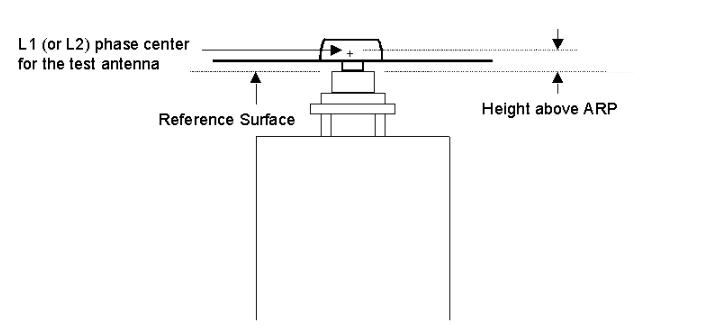 L1 (or L2) phase center
for the test antenna
Reference Surface
Height above ARP